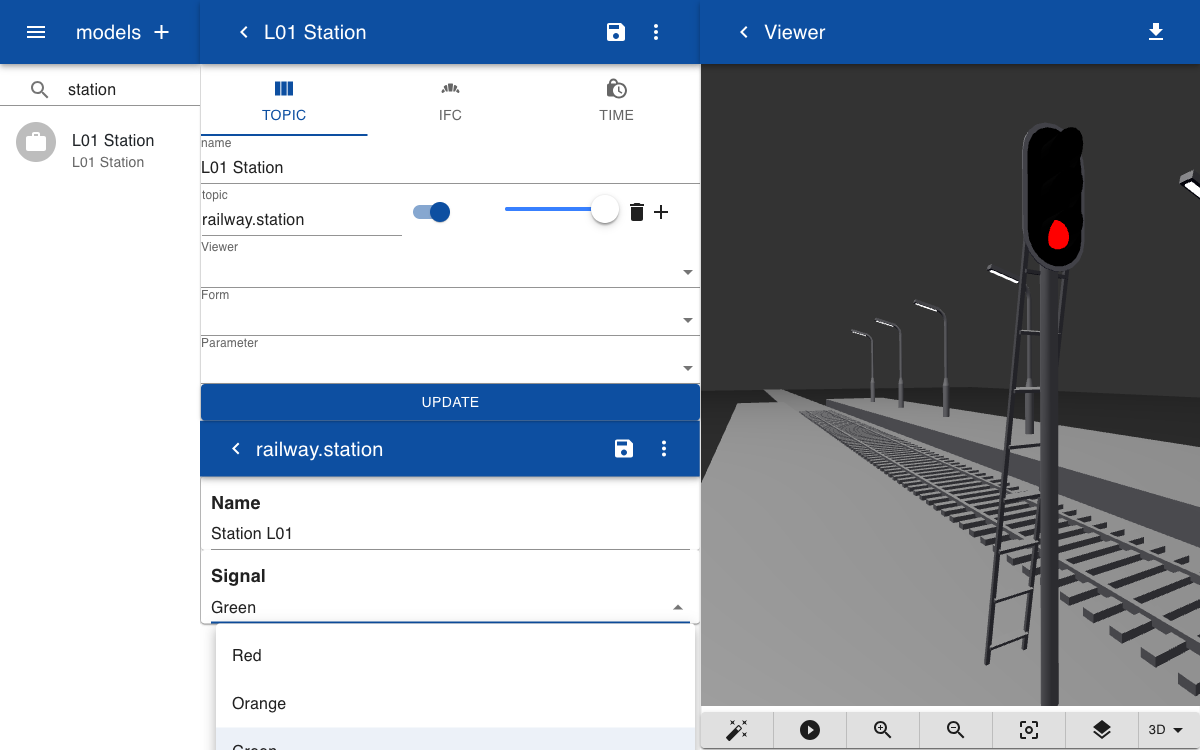 models
L01 Station
Viewer
station
L01 Station
L01 Station
TOPIC
IFC
TIME
name
L01 Station
topic
railway.station
Viewer
Form
Parameter
UPDATE
railway.station
Name
Station L01
Signal
Green
Red
Orange
Green
3D